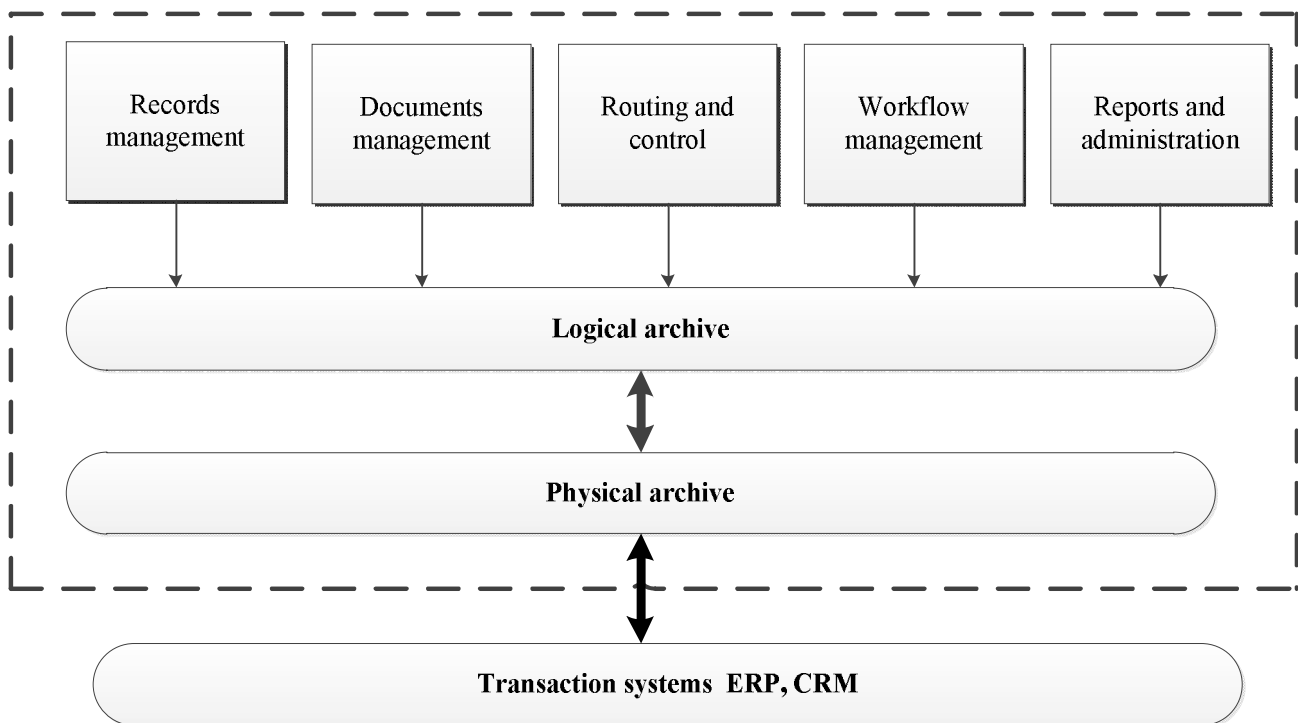 Records
management
Documents
management
Routing and
control
Workflow
management
Reports and
administration
Logical archive
Physical archive
Transaction systems  ERP, CRM